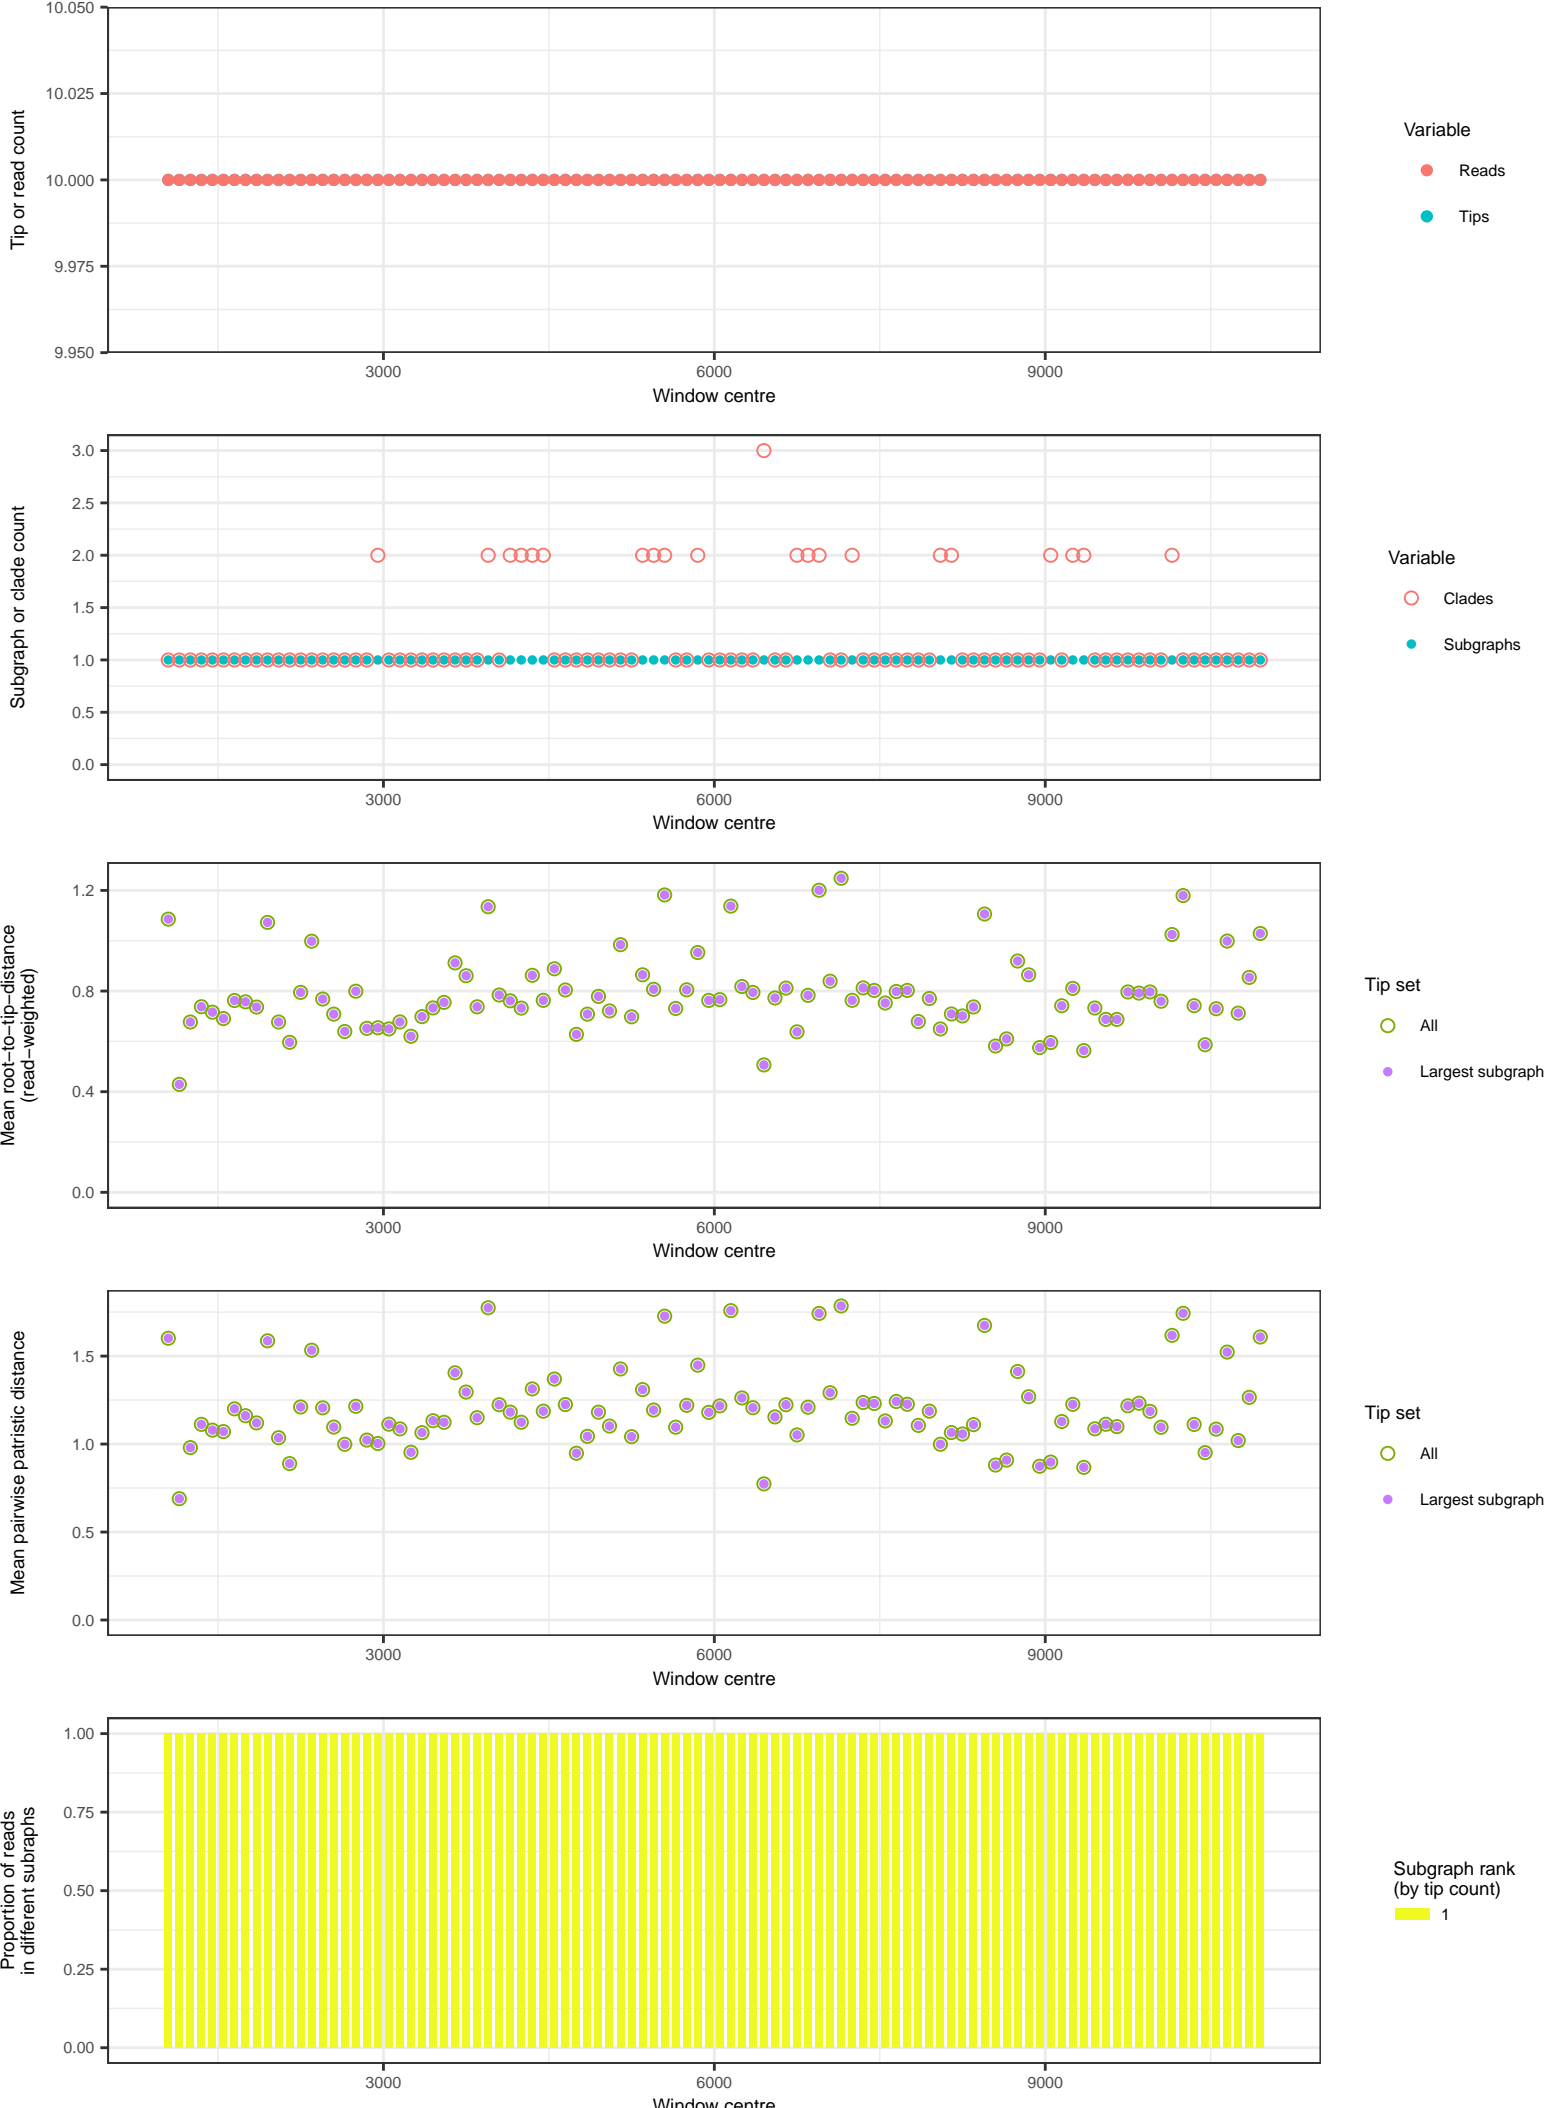 10.050
10.025
10.000
9.975
9.950
Tip or read count
3000 6000 9000
Window centre
Variable
Reads
Tips
3.0
2.5
2.0
1.5
1.0
0.5
0.0
Subgraph or clade count
3000 6000 9000
Window centre
Variable
Clades
Subgraphs
1.2
0.8
0.4
0.0
Mean root−to−tip−distance
(read−weighted)
3000 6000 9000
Window centre
Tip set
All
Largest subgraph
1.5
1.0
0.5
0.0
Mean pairwise patristic distance
3000 6000 9000
Window centre
Tip set
All
Largest subgraph
1.00
0.75
0.50
0.25
0.00
Proportion of reads
in different subraphs
3000 6000 9000
Window centre
Subgraph rank
(by tip count)
1